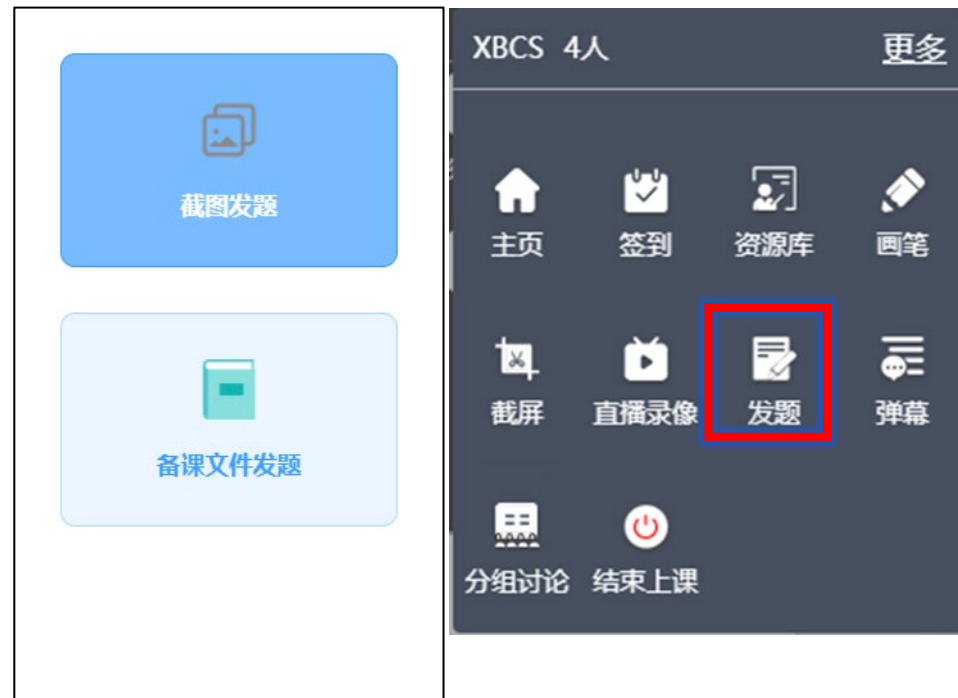 截图发题
备课文件发题
XBCS 4人 更多
主页 签到 资源库 画笔
截屏 直播录像 发题 弹幕
分组讨论 结束上课